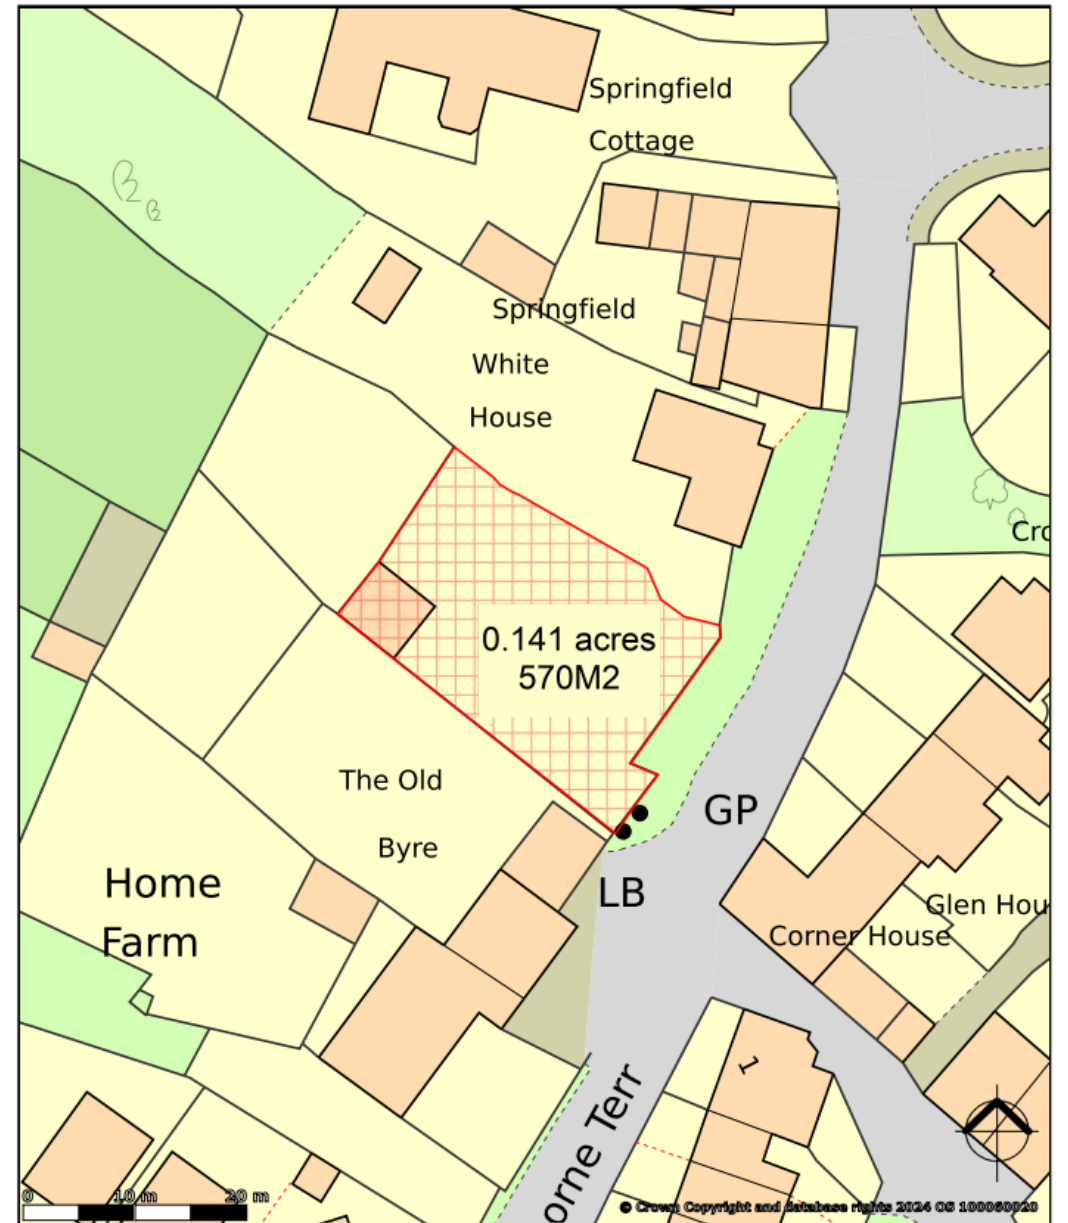 Springfield
Cottage
Springfield
White
House
Cro
0.141 acres
570M2
The Old
Byre
GP
Home
Farm
LB
Glen Hou
Corner House
1
orne Terr
0 10 m 20 m
© Crown Copyright and database rights 2024 OS 100060020